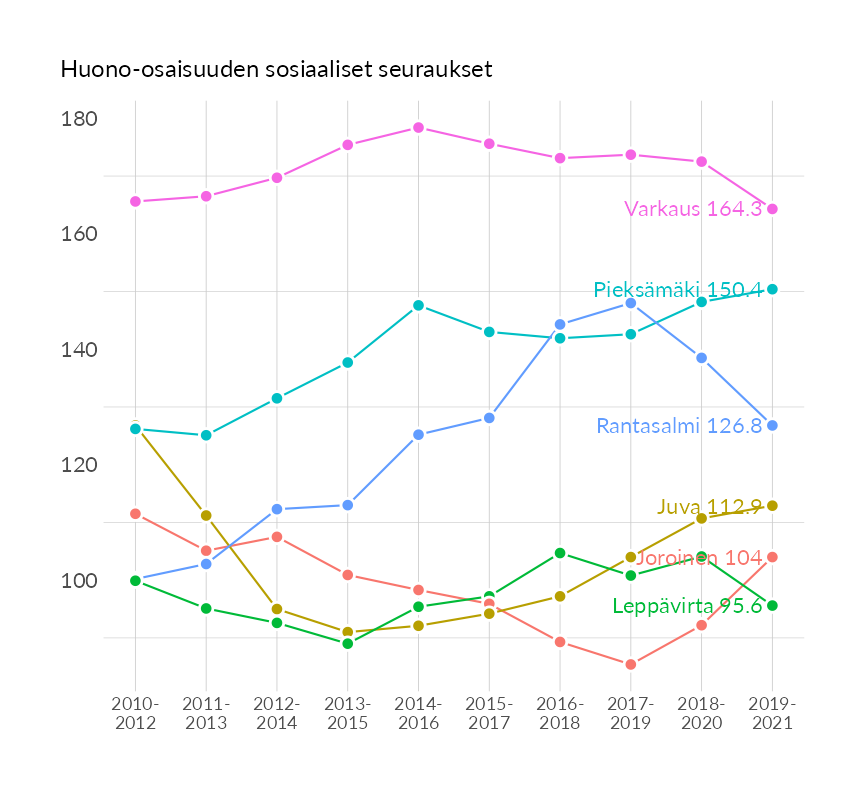 Huono-osaisuuden sosiaaliset seuraukset
180
160
140
120
100
Varkaus 164.3
Pieksämäki 150.4
Rantasalmi 126.8
Juva 112.9
Joroinen 104
Leppävirta 95.6
2010- 2011- 2012- 2013- 2014- 2015- 2016- 2017- 2018- 2019-
2012 2013 2014 2015 2016 2017 2018 2019 2020 2021